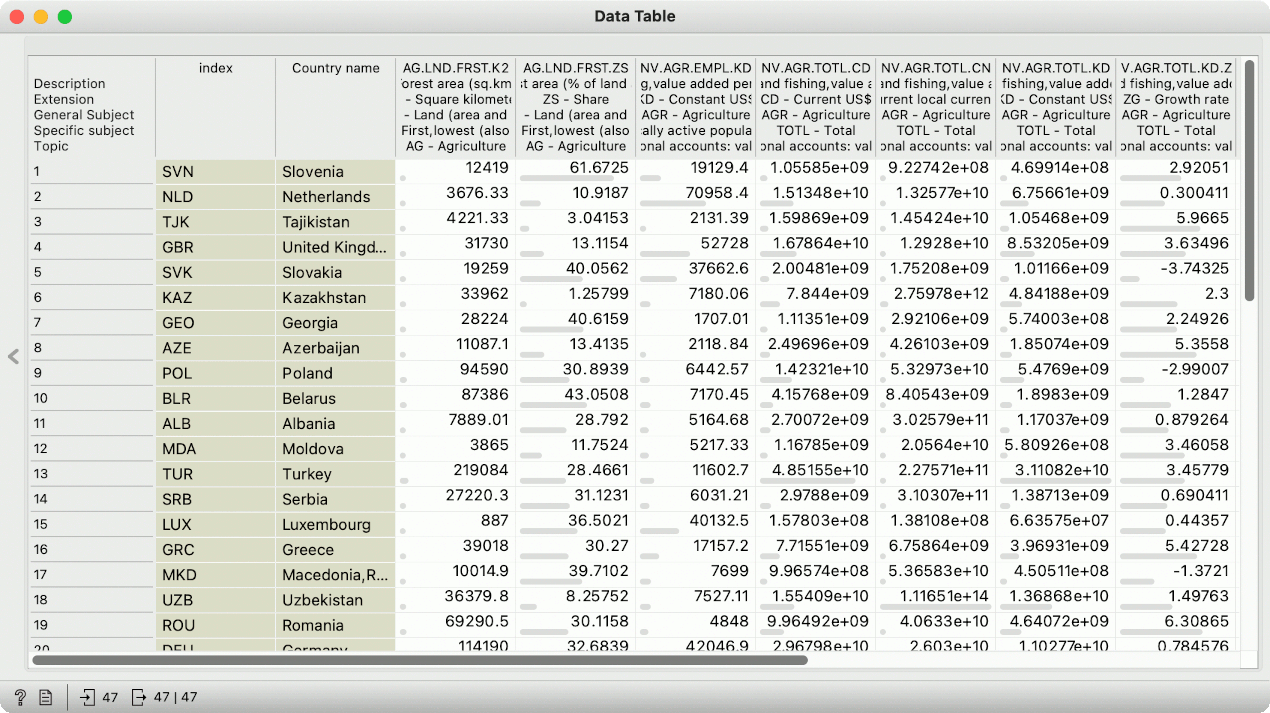 Data Table
index Country name AG.LND.FRST.K2 AG.LND.FRST.ZS NV.AGR.EMPL.KD NV.AGR.TOTL.CD NV.AGR.TOTL.CN NV.AGR.TOTL.KD V.AGR.TOTL.KD.Z
Description area (sq.km area (% of land value added per and fishing,value and fishing,value and fishing,value fishing,value
Extension - Square kilomete ZS - Share - Constant US$ CD - Current US$ current local - Constant US$ ZG - Growth rate
General Subject - Land (area and - Land (area and AGR - Agriculture AGR - Agriculture AGR - Agriculture AGR - Agriculture AGR - Agriculture
Specific subject First,lowest (also First,lowest (also active TOTL - Total TOTL - Total TOTL - Total TOTL - Total
Topic AG - Agriculture AG - Agriculture accounts: val accounts: val accounts: val accounts: val accounts: val
1 SVN Slovenia 12419 61.6725 19129.4 1.05585e+09 9.22742e+08 4.69914e+08 2.92051
2 NLD Netherlands 3676.33 10.9187 70958.4 1.51348e+10 1.32577e+10 6.75661e+09 0.300411
3 TJK Tajikistan 4221.33 3.04153 2131.39 1.59869e+09 1.45424e+10 1.05468e+09 5.9665
4 GBR United Kingd... 31730 13.1154 52728 1.67864e+10 1.2928e+10 8.53205e+09 3.63496
5 SVK Slovakia 19259 40.0562 37662.6 2.00481e+09 1.75208e+09 1.01166e+09 -3.74325
6 KAZ Kazakhstan 33962 1.25799 7180.06 7.844e+09 2.75978e+12 4.84188e+09 2.3
7 GEO Georgia 28224 40.6159 1707.01 1.11351e+09 2.92106e+09 5.74003e+08 2.24926
8 AZE Azerbaijan 11087.1 13.4135 2118.84 2.49696e+09 4.26103e+09 1.85074e+09 5.3558
9 POL Poland 94590 30.8939 6442.57 1.42321e+10 5.32973e+10 5.4769e+09 -2.99007
10 BLR Belarus 87386 43.0508 7170.45 4.15768e+09 8.40543e+09 1.8983e+09 1.2847
11 ALB Albania 7889.01 28.792 5164.68 2.70072e+09 3.02579e+11 1.17037e+09 0.879264
12 MDA Moldova 3865 11.7524 5217.33 1.16785e+09 2.0564e+10 5.80926e+08 3.46058
13 TUR Turkey 219084 28.4661 11602.7 4.85155e+10 2.27571e+11 3.11082e+10 3.45779
14 SRB Serbia 27220.3 31.1231 6031.21 2.9788e+09 3.10307e+11 1.38713e+09 0.690411
15 LUX Luxembourg 887 36.5021 40132.5 1.57803e+08 1.38108e+08 6.63575e+07 0.44357
16 GRC Greece 39018 30.27 17157.2 7.71551e+09 6.75864e+09 3.96931e+09 5.42728
17 MKD Macedonia,R... 10014.9 39.7102 7699 9.96574e+08 5.36583e+10 4.50511e+08 -1.3721
18 UZB Uzbekistan 36379.8 8.25752 7527.11 1.55409e+10 1.11651e+14 1.36868e+10 1.49763
19 ROU Romania 69290.5 30.1158 4848 9.96492e+09 4.0633e+10 4.64072e+09 6.30865
20 DEU Germany 114190 32.6839 42046.9 2.96798e+10 2.603e+10 1.10277e+10 0.784576
? 47 47 | 47